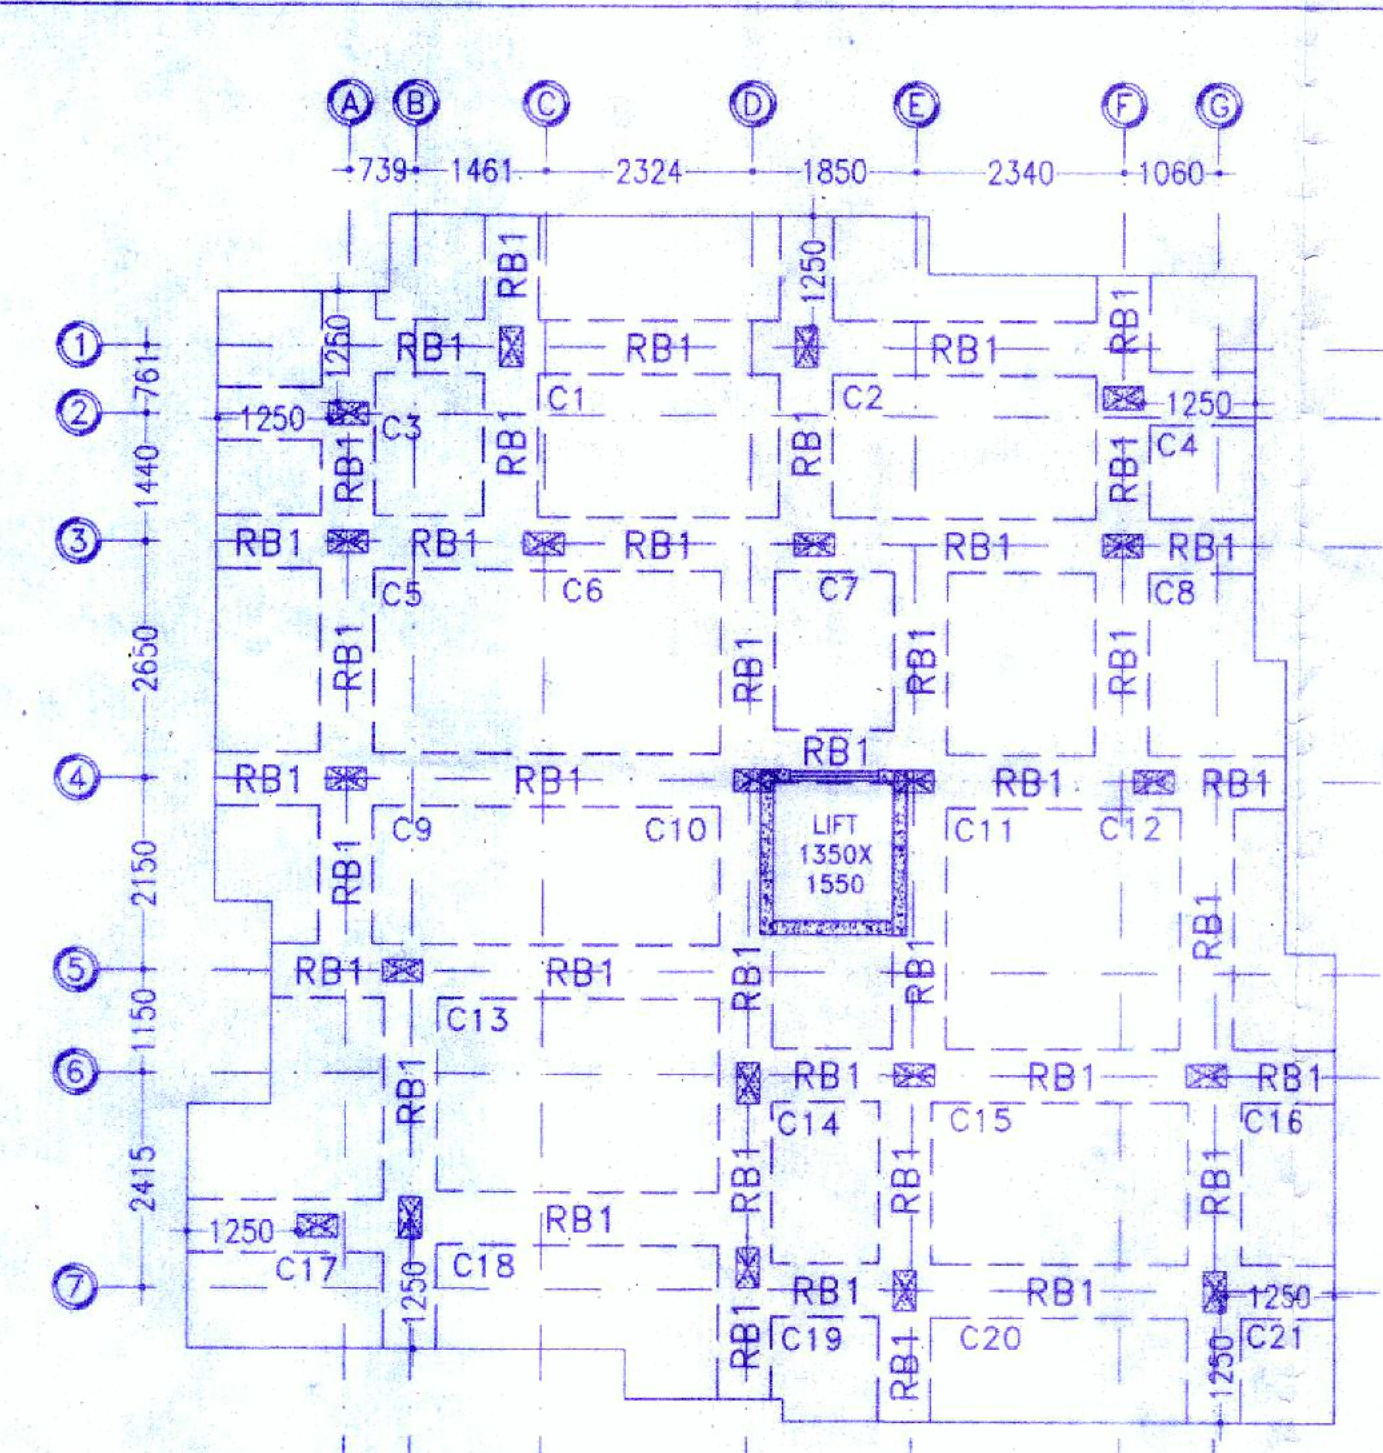 A B C D E F G
739 1461 2324 1850 2340 1060
RB1 1250 RB1
1 1250 RB1 RB1 RB1
761
2 1250 C3 C1 C2 1250
C4
1440 RB1 RB1 RB1 RB1
3 RB1 RB1 RB1 RB1 RB1
C5 C6 C7 C8
2650 RB1 RB1 RB1 RB1
RB1
4 RB1 RB1 RB1 RB1
C9 C10 LIFT C11 C12
1350X
1550
2150 RB1 RB1
5 RB1 RB1 RB1 RB1
C13
1150
6 RB1 RB1 RB1 RB1
C14 C15 C16
2415 RB1 RB1 RB1
1250 RB1
C17 C18
7 1250 RB1 RB1 1250
RB1 C19 RB1 C20 1250 C21